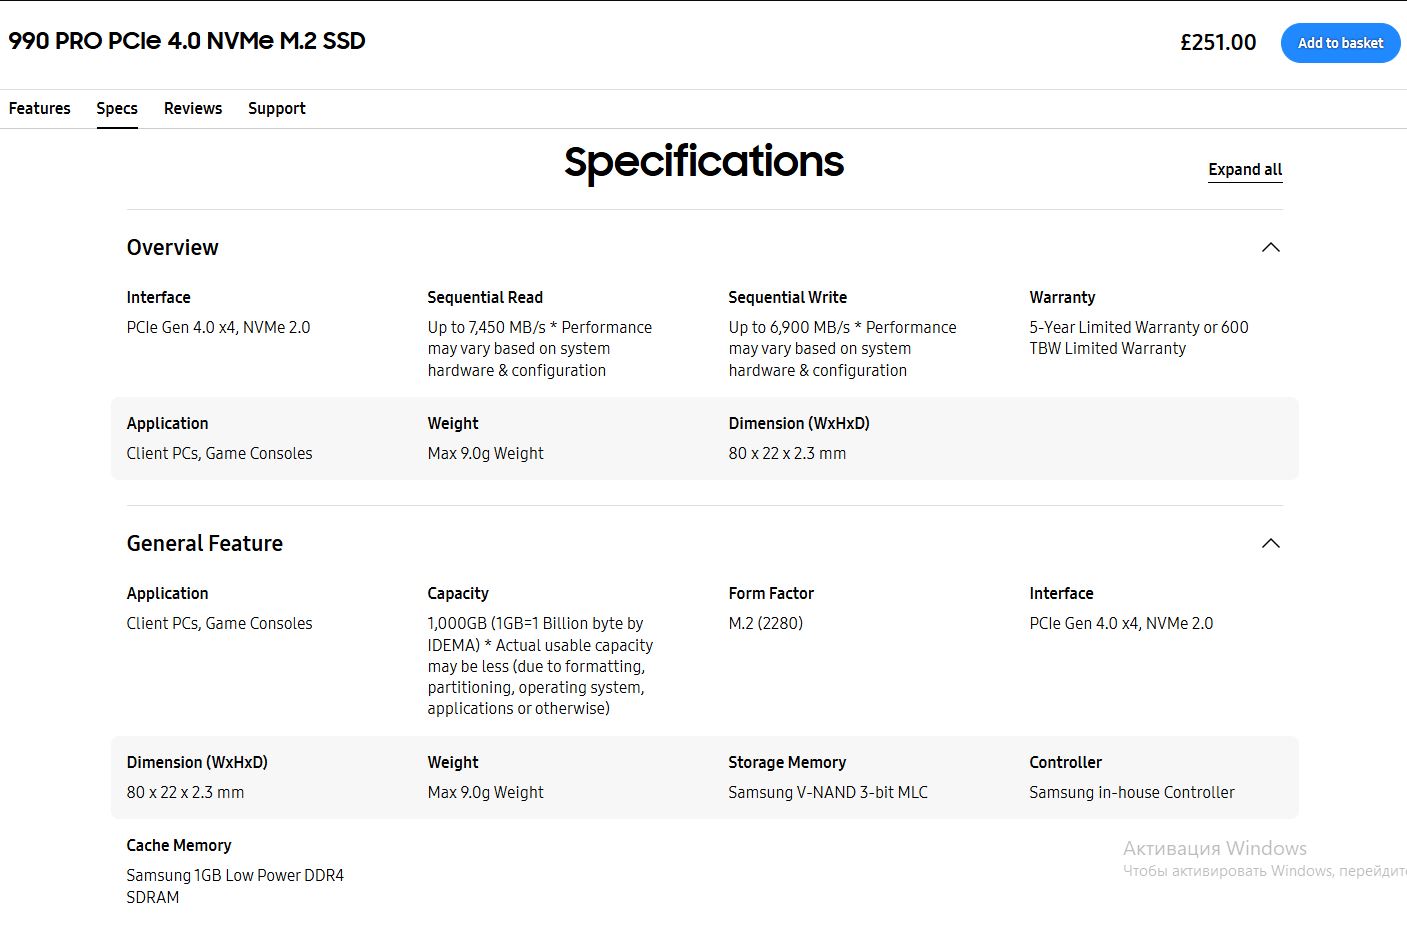 990 PRO PCIe 4.0 NVMe M.2 SSD
£251.00
Add to basket
Features
Specs
Reviews
Support
Specifications
Expand all
Overview
Interface
PCIe Gen 4.0 x4, NVMe 2.0
Sequential Read
Up to 7,450 MB/s * Performance
may vary based on system
hardware & configuration
Sequential Write
Up to 6,900 MB/s * Performance
may vary based on system
hardware & configuration
Warranty
5-Year Limited Warranty or 600
TBW Limited Warranty
Application
Client PCs, Game Consoles
Weight
Max 9.0g Weight
Dimension (WxHxD)
80 x 22 x 2.3 mm
General Feature
Application
Client PCs, Game Consoles
Capacity
1,000GB (1GB=1 Billion byte by
IDEMA) * Actual usable capacity
may be less (due to formatting,
partitioning, operating system,
applications or otherwise)
Form Factor
M.2 (2280)
Interface
PCIe Gen 4.0 x4, NVMe 2.0
Dimension (WxHxD)
80 x 22 x 2.3 mm
Weight
Max 9.0g Weight
Storage Memory
Samsung V-NAND 3-bit MLC
Controller
Samsung in-house Controller
Cache Memory
Samsung 1GB Low Power DDR4
SDRAM
Активация Windows
Чтобы активировать Windows, перейдите